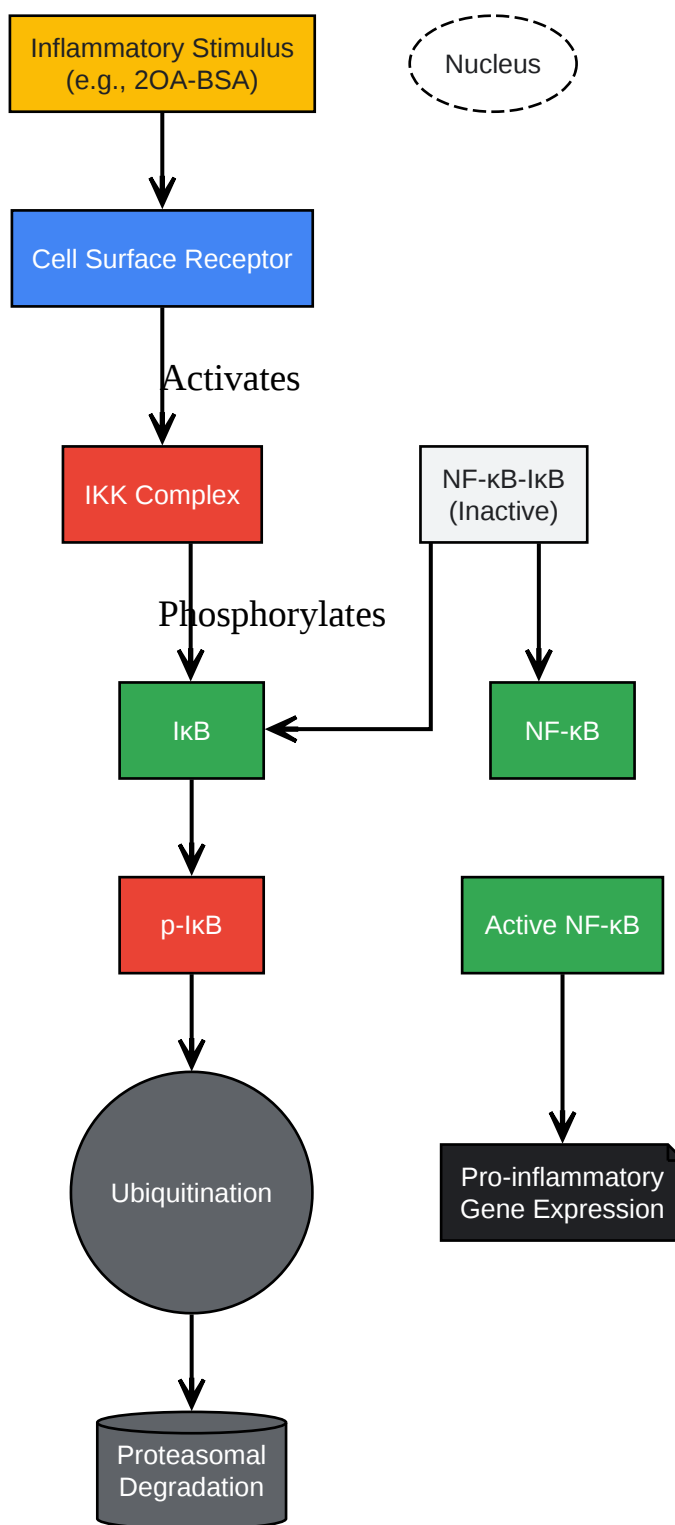 Inflammatory Stimulus
(e.g., 2OA-BSA)
Nucleus
Cell Surface Receptor
Activates
IKK Complex
NF-κB-IκB
(Inactive)
Phosphorylates
IκB
NF-κB
p-IκB
Active NF-κB
Ubiquitination
Pro-inflammatory
Gene Expression
Proteasomal
Degradation